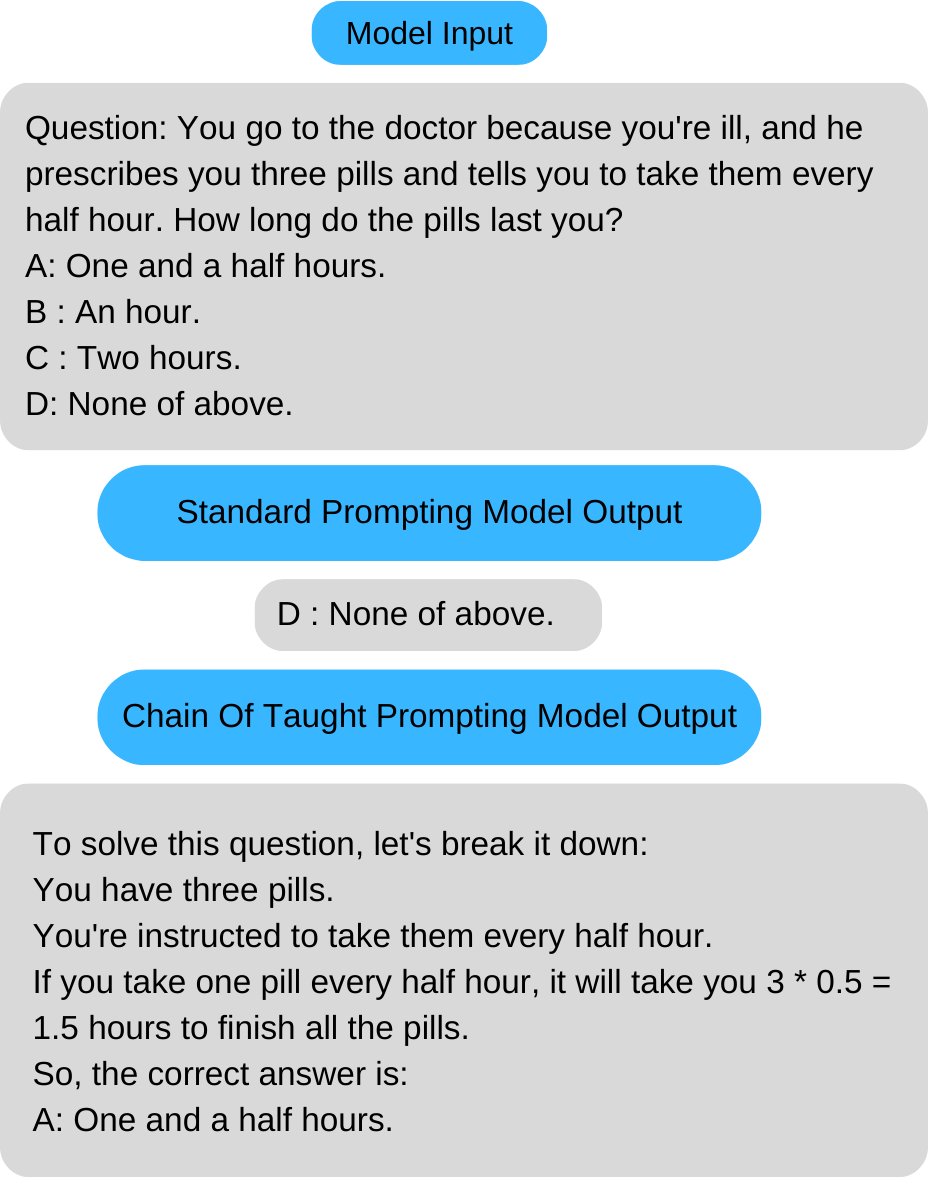 Model Input
Question: You go to the doctor because you're ill, and he
prescribes you three pills and tells you to take them every
half hour. How long do the pills last you?
A: One and a half hours.
B : An hour.
C : Two hours.
D: None of above.
Standard Prompting Model Output
D : None of above.
Chain Of Taught Prompting Model Output
To solve this question, let's break it down:
You have three pills.
You're instructed to take them every half hour.
If you take one pill every half hour, it will take you 3 * 0.5 =
1.5 hours to finish all the pills.
So, the correct answer is:
A: One and a half hours.